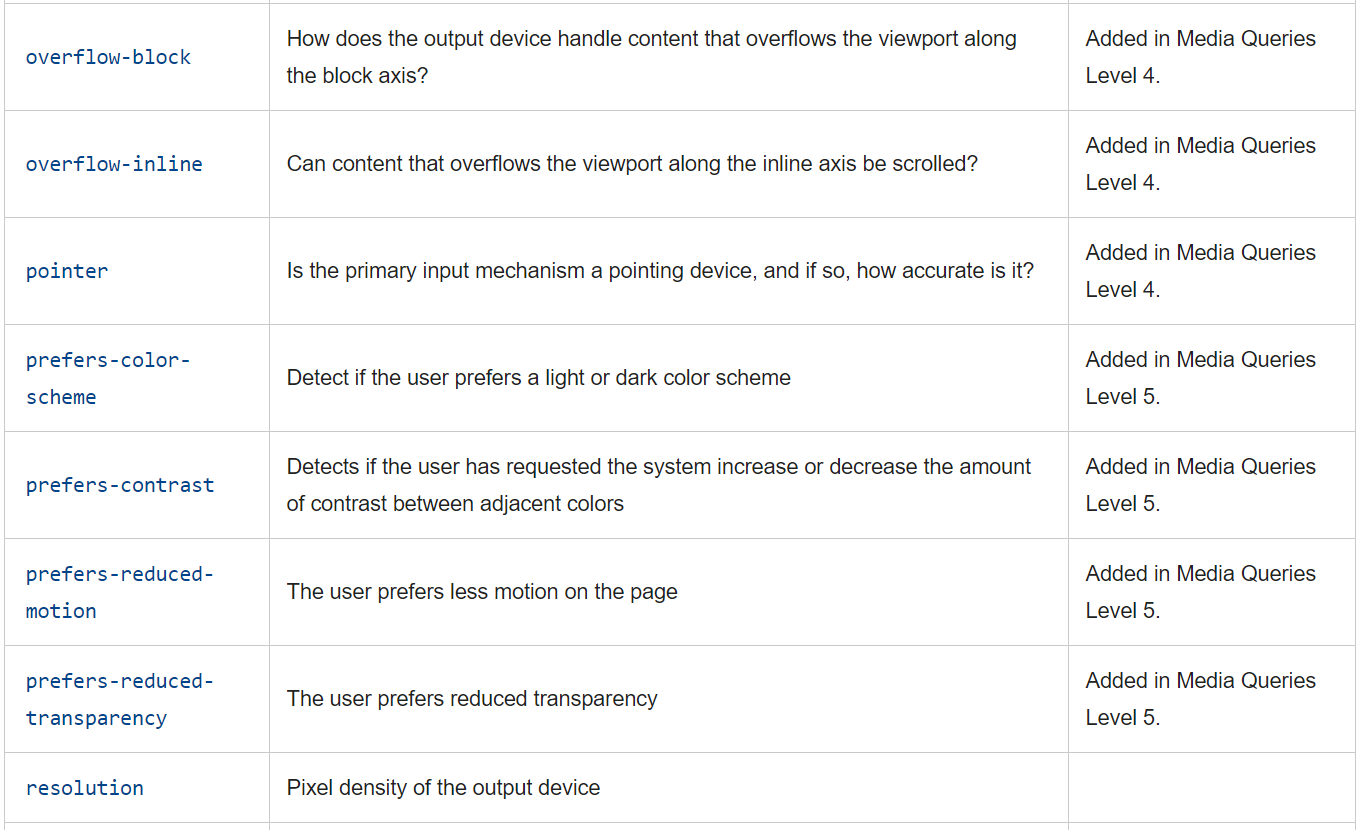 overflow-block
How does the output device handle content that overflows the viewport along
the block axis?
Added in Media Queries
Level 4.
overflow-inline
Can content that overflows the viewport along the inline axis be scrolled?
Added in Media Queries
Level 4.
pointer
Is the primary input mechanism a pointing device, and if so, how accurate is it?
Added in Media Queries
Level 4.
prefers-color-
scheme
Detect if the user prefers a light or dark color scheme
Added in Media Queries
Level 5.
prefers-contrast
Detects if the user has requested the system increase or decrease the amount
of contrast between adjacent colors
Added in Media Queries
Level 5.
prefers-reduced-
motion
The user prefers less motion on the page
Added in Media Queries
Level 5.
prefers-reduced-
transparency
The user prefers reduced transparency
Added in Media Queries
Level 5.
resolution
Pixel density of the output device